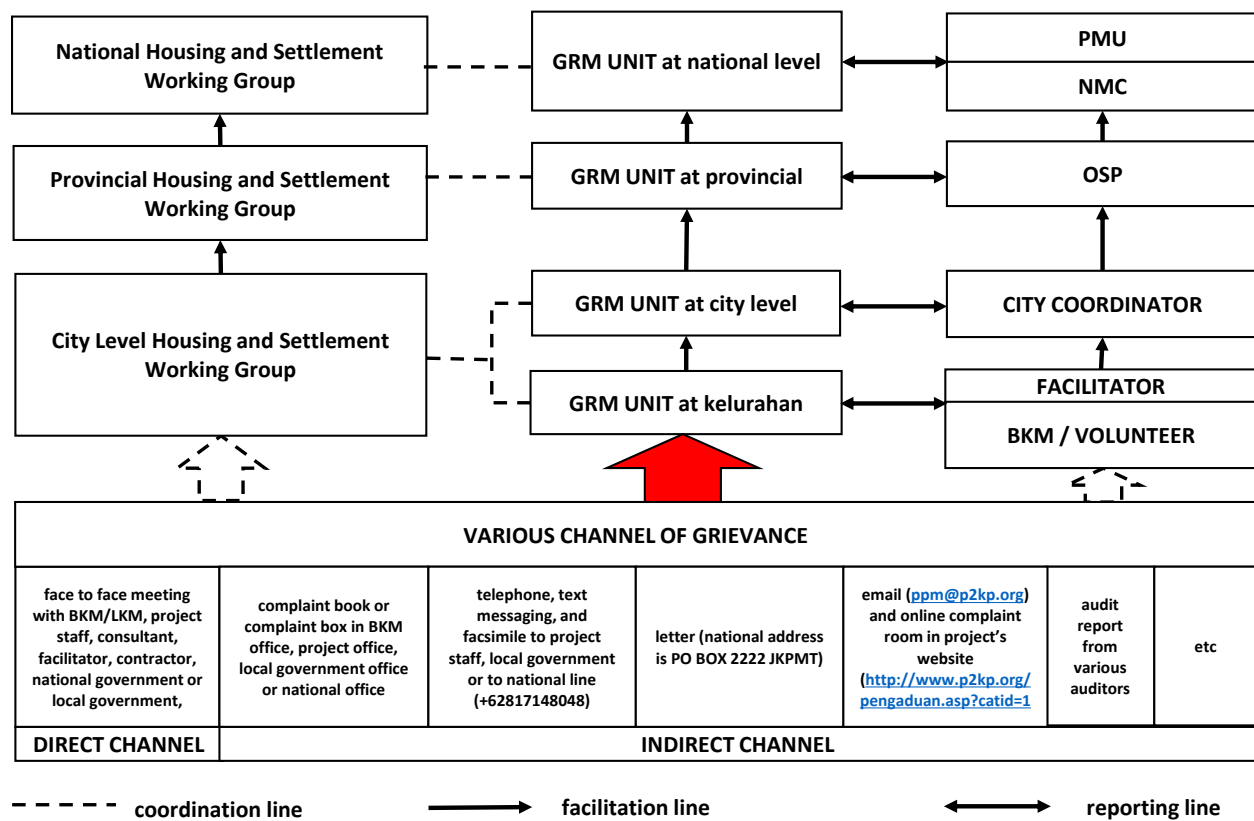 National Housing and Settlement
Working Group
GRM UNIT at national level
PMU
NMC
Provincial Housing and Settlement
Working Group
GRM UNIT at provincial
OSP
City Level Housing and Settlement
Working Group
GRM UNIT at city level
CITY COORDINATOR
GRM UNIT at kelurahan
FACILITATOR
BKM / VOLUNTEER
VARIOUS CHANNEL OF GRIEVANCE
face to face meeting
with BKM/LKM, project
staff, consultant,
facilitator, contractor,
national government or
local government,
complaint book or
complaint box in BKM
office, project office,
local government office
or national office
telephone, text
messaging, and
facsimile to project
staff, local government
or to national line
(+62817148048)
letter (national address
is PO BOX 2222 JKPMT)
email (ppm@p2kp.org)
and online complaint
room in project’s
website
(http://www.p2kp.org/
pengaduan.asp?catid=1
audit
report
from
various
auditors
etc
DIRECT CHANNEL
INDIRECT CHANNEL
coordination line
facilitation line
reporting line